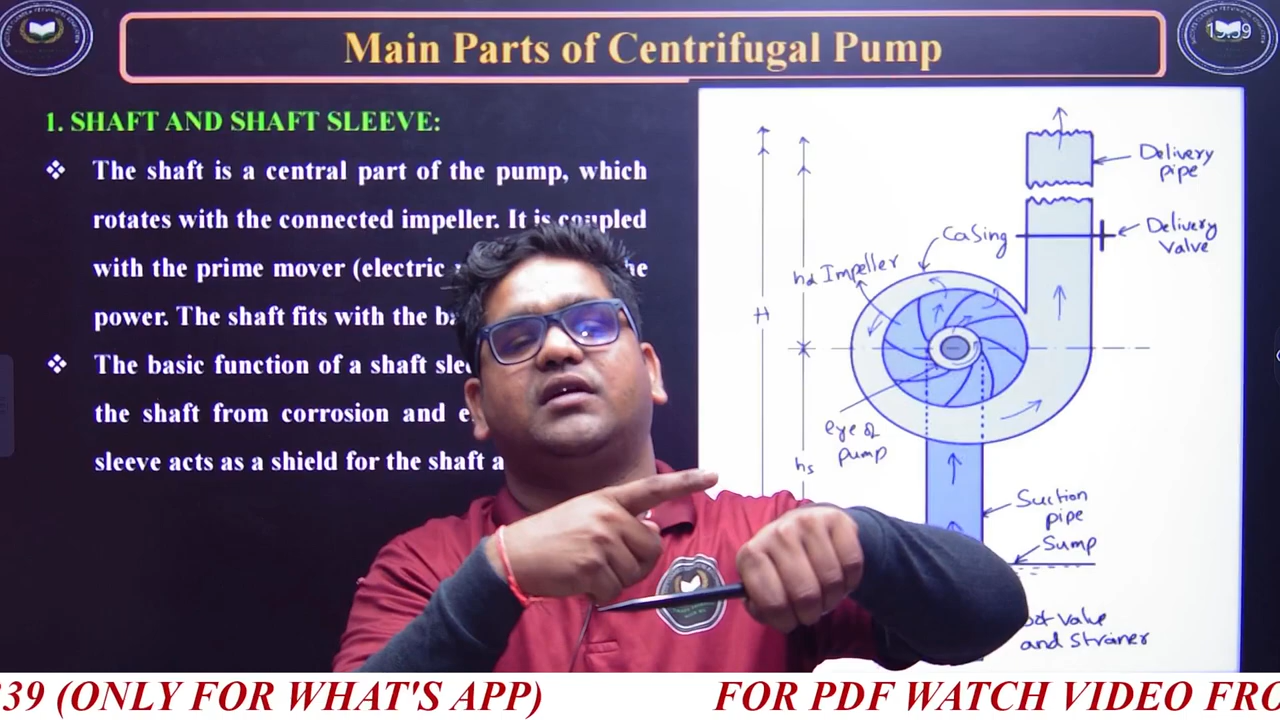 Main Parts of Centrifugal Pump
1. SHAFT AND SHAFT SLEEVE:
❖ The shaft is a central part of the pump, which
rotates with the connected impeller. It is coupled
with the prime mover (electric
power. The shaft fits with the
❖ The basic function of a shaft
the shaft from corrosion and
sleeve acts as a shield for the shaft
Delivery
pipe
Delivery
Valve
Casing
hd Impeller
H
eye of
pump
hs
Suction
pipe
Sump
Valve
and Strainer
39 (ONLY FOR WHAT'S APP)
FOR PDF WATCH VIDEO